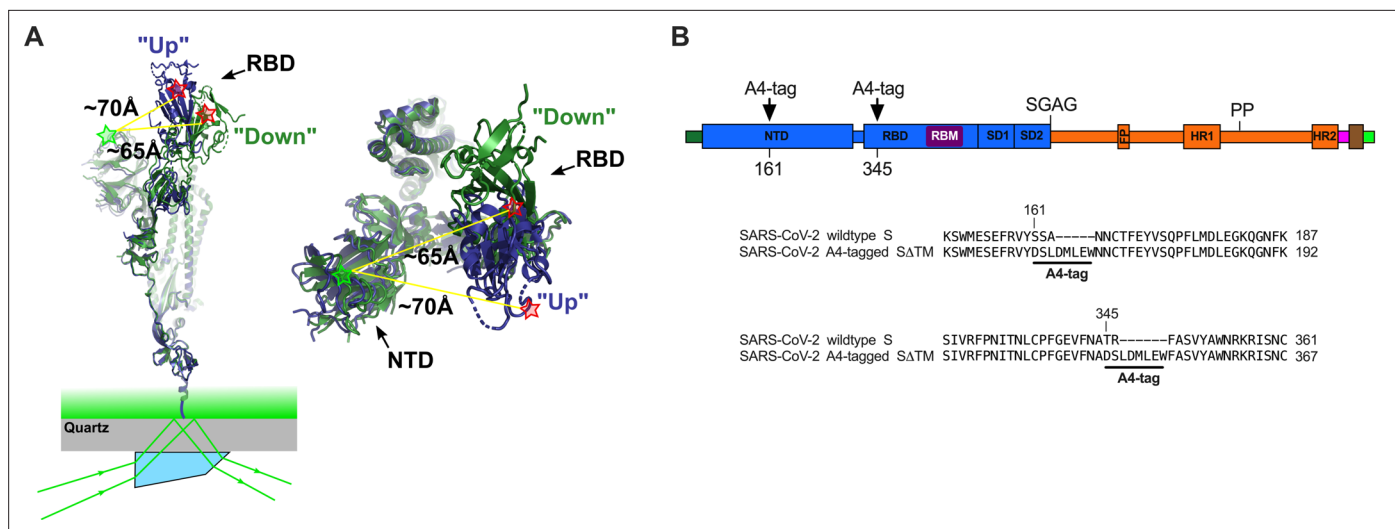 A
"Up"
RBD
~70Å
"Down"
~65Å
Quartz
"Down"
RBD
~65Å
~70Å
"Up"
NTD
B
A4-tag A4-tag
SGAG PP
NTD RBD RBM SD1 SD2 FP HR1 HR2
161 345
161
SARS-CoV-2 wildtype S KSWMESEFRVYSSA-----NNCTFEYVSQPFLMDLEGKQGNFK 187
SARS-CoV-2 A4-tagged SΔTM KSWMESEFRVYDSLDMLEWNNCTFEYVSQPFLMDLEGKQGNFK 192
A4-tag
345
SARS-CoV-2 wildtype S SIVRFPNITNLCPFGEVFNATR------FASVYAWNRKRISNC 361
SARS-CoV-2 A4-tagged SΔTM SIVRFPNITNLCPFGEVFNADSLDMLEWFASVYAWNRKRISNC 367
A4-tag